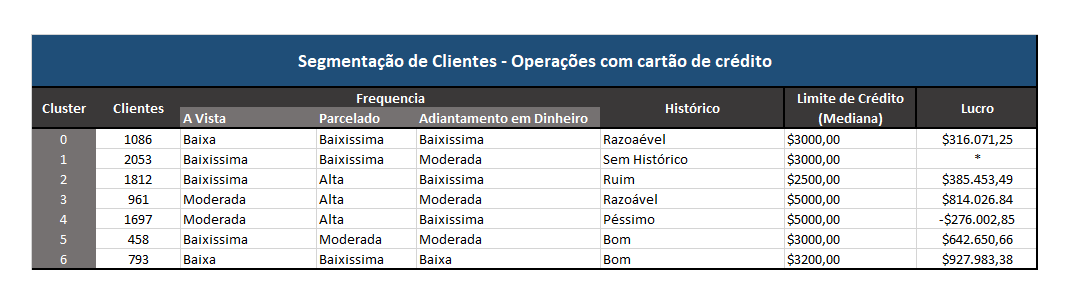 Segmentação de Clientes - Operações com cartão de crédito
Cluster Clientes Frequencia Histórico Limite de Crédito (Mediana) Lucro
A Vista Parcelado Adiantamento em Dinheiro
0 1086 Baixa Baixissima Baixissima Razoaével $3000,00 $316.071,25
1 2053 Baixissima Baixissima Moderada Sem Histórico $3000,00 *
2 1812 Baixissima Alta Baixissima Ruim $2500,00 $385.453,49
3 961 Moderada Alta Moderada Razoável $5000,00 $814.026.84
4 1697 Moderada Alta Baixissima Péssimo $5000,00 -$276.002,85
5 458 Baixissima Moderada Moderada Bom $3000,00 $642.650,66
6 793 Baixa Baixissima Baixa Bom $3200,00 $927.983,38